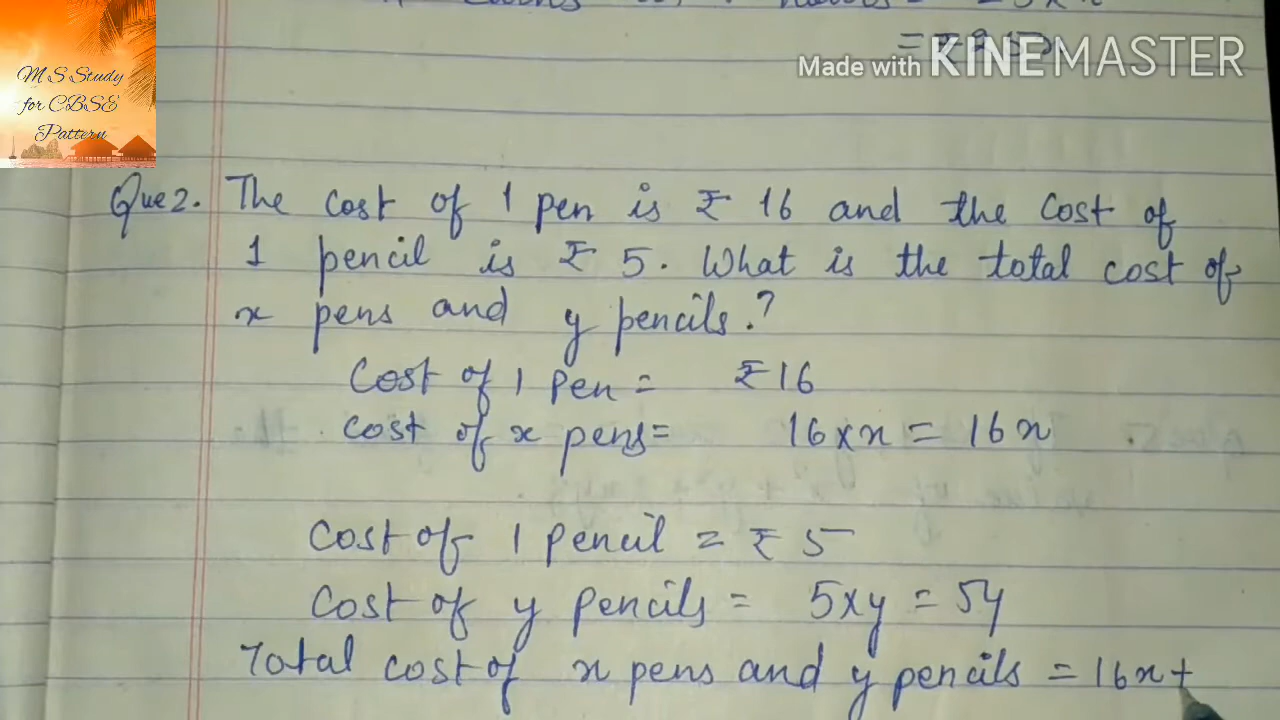 = ₹25x
Made with KINEMASTER
M S Study
for CBSE
Pattern
Que 2. The cost of 1 pen is ₹ 16 and the cost of
1 pencil is ₹ 5. What is the total cost of
x pens and y pencils.?
Cost of 1 Pen = ₹16
cost of x pens= 16×x = 16x
Cost of 1 pencil = ₹ 5
Cost of y pencils = 5xy = 5y
Total cost of x pens and y pencils = 16x+